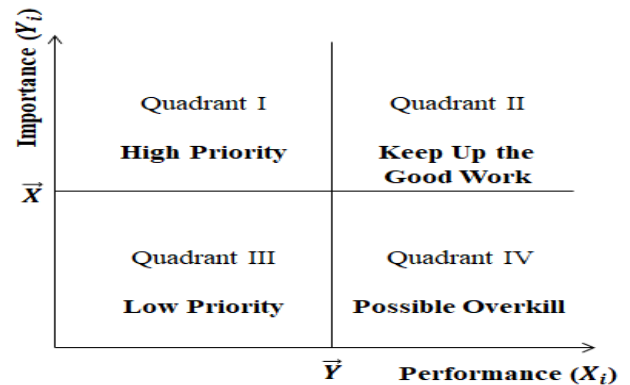 Importance (Yᵢ)
Quadrant I
High Priority
Quadrant II
Keep Up the
Good Work
X⃗
Quadrant III
Low Priority
Quadrant IV
Possible Overkill
Y⃗
Performance (Xᵢ)